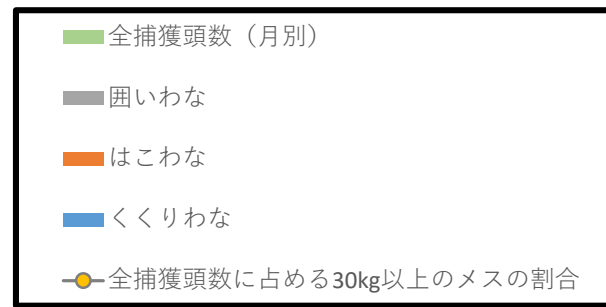 全捕獲頭数（月別）
囲いわな
はこわな
くくりわな
全捕獲頭数に占める30kg以上のメスの割合